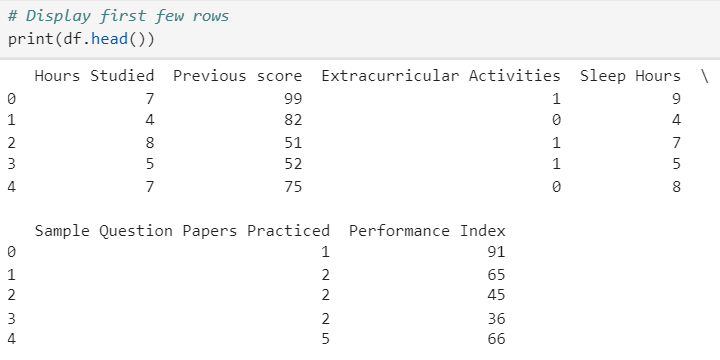 # Display first few rows
print(df.head())
   Hours Studied  Previous score  Extracurricular Activities  Sleep Hours  \
0              7              99                           1            9
1              4              82                           0            4
2              8              51                           1            7
3              5              52                           1            5
4              7              75                           0            8
   Sample Question Papers Practiced  Performance Index
0                                 1                 91
1                                 2                 65
2                                 2                 45
3                                 2                 36
4                                 5                 66